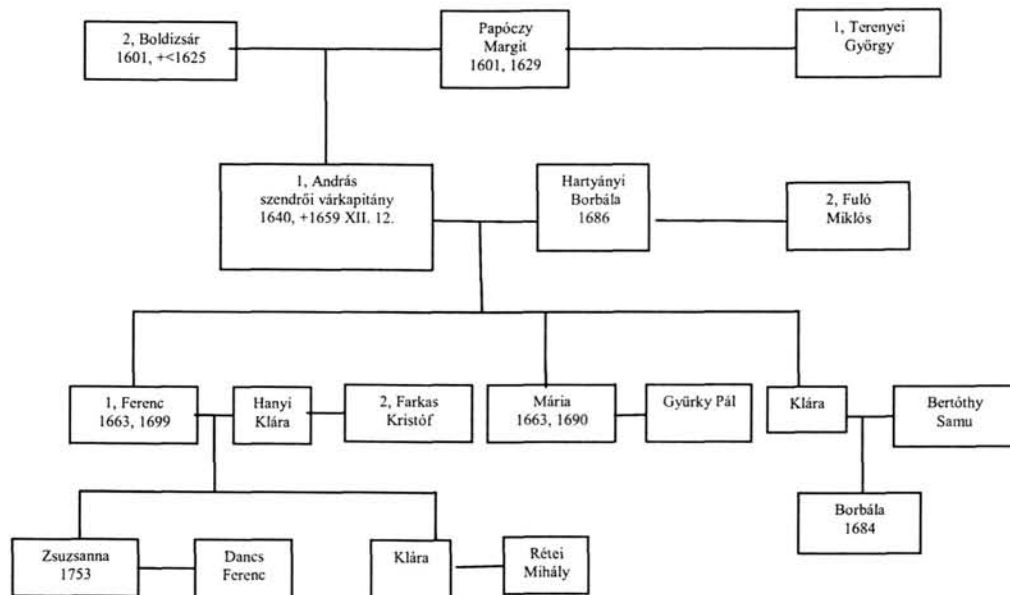 2, Boldizsár
1601, +<1625
Papóczy
Margit
1601, 1629
1, Terenyei
György
1, András
szendrői várkapitány
1640, +1659 XII. 12.
Hartyányi
Borbála
1686
2, Fuló
Miklós
1, Ferenc
1663, 1699
Hanyi
Klára
2, Farkas
Kristóf
Mária
1663, 1690
Gyürky Pál
Klára
Bertóthy
Samu
Borbála
1684
Zsuzsanna
1753
Dancs
Ferenc
Klára
Rétei
Mihály